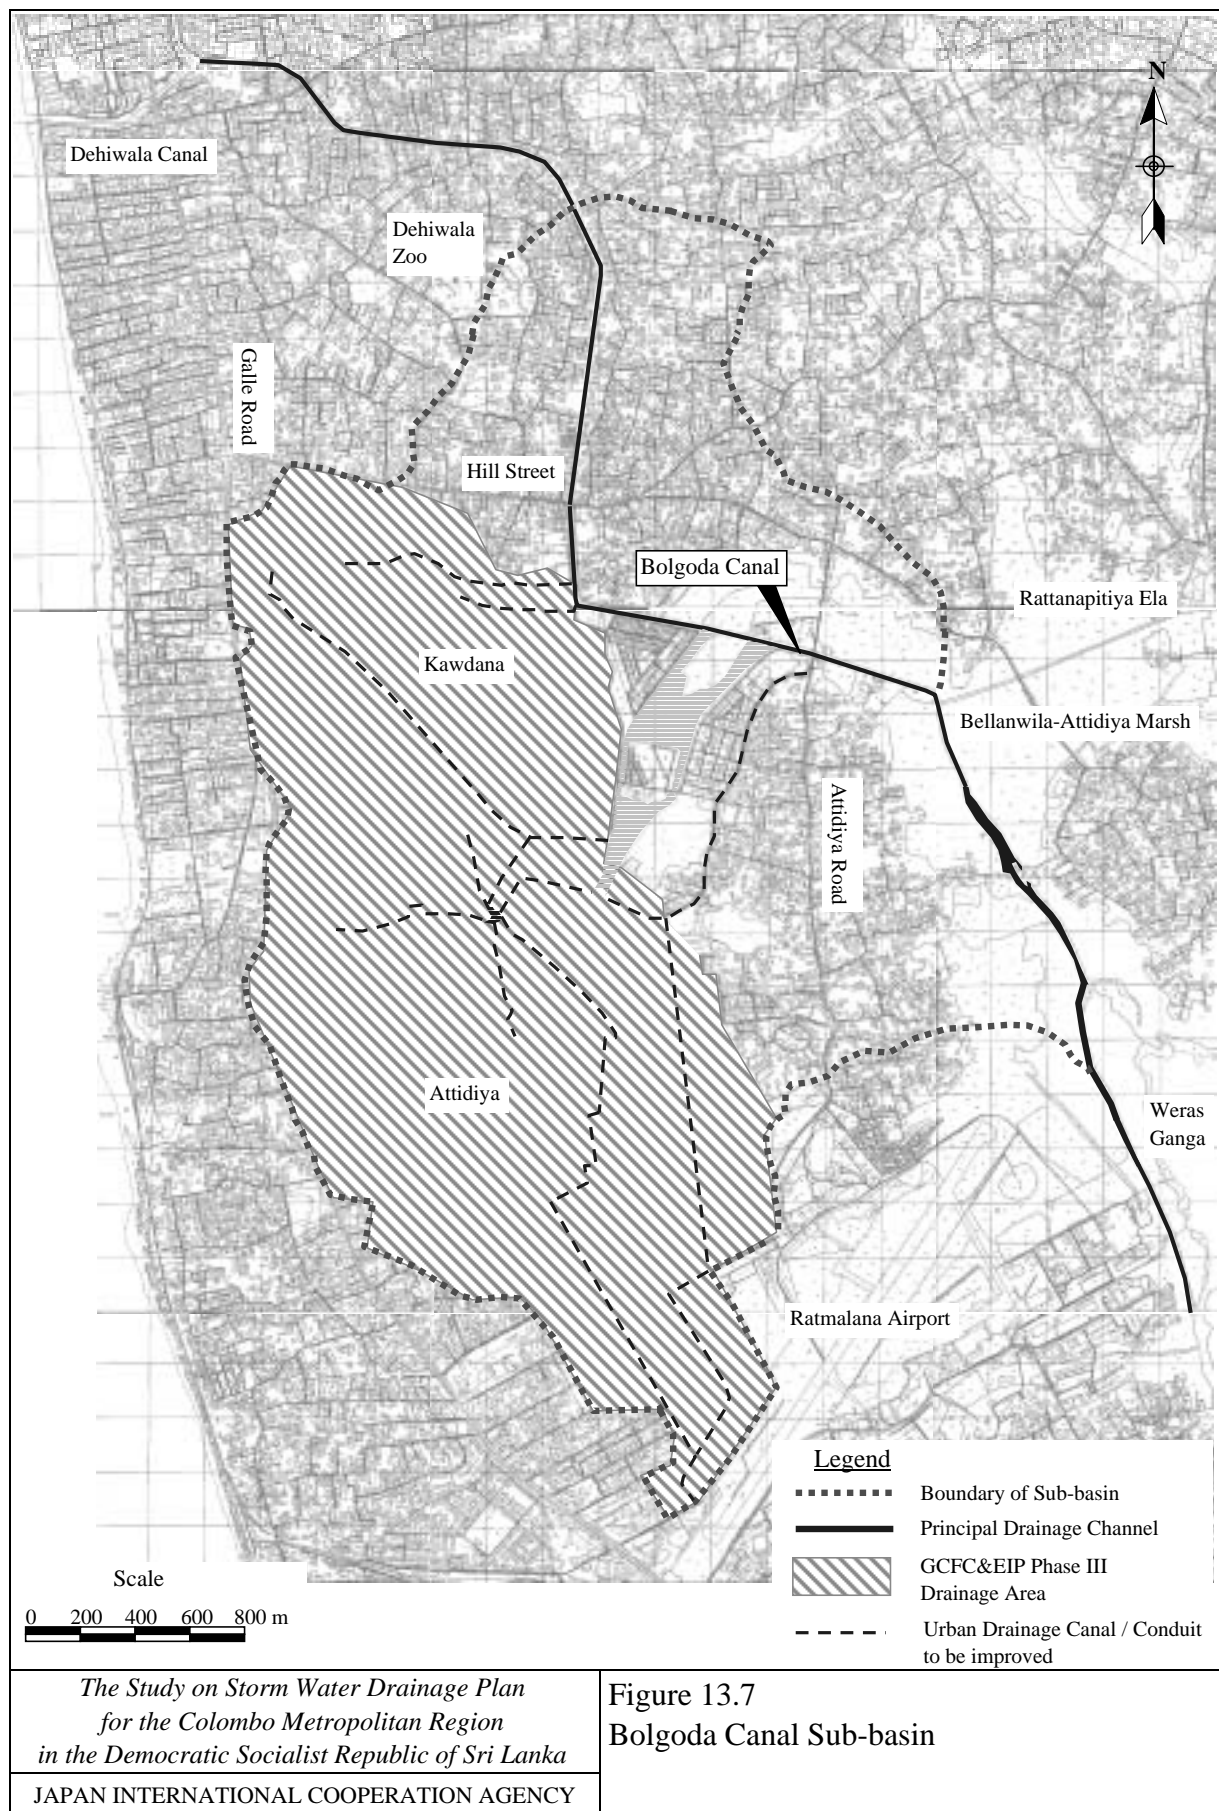 N
Dehiwala Canal
Dehiwala
Zoo
Galle Road
Hill Street
Bolgoda Canal
Rattanapitiya Ela
Kawdana
Bellanwila-Attidiya Marsh
Attidiya Road
Attidiya
Weras
Ganga
Ratmalana Airport
Legend
Boundary of Sub-basin
Principal Drainage Channel
GCFC&EIP Phase III
Drainage Area
Urban Drainage Canal / Conduit
to be improved
Scale
0 200 400 600 800 m
The Study on Storm Water Drainage Plan
for the Colombo Metropolitan Region
in the Democratic Socialist Republic of Sri Lanka
JAPAN INTERNATIONAL COOPERATION AGENCY
Figure 13.7
Bolgoda Canal Sub-basin